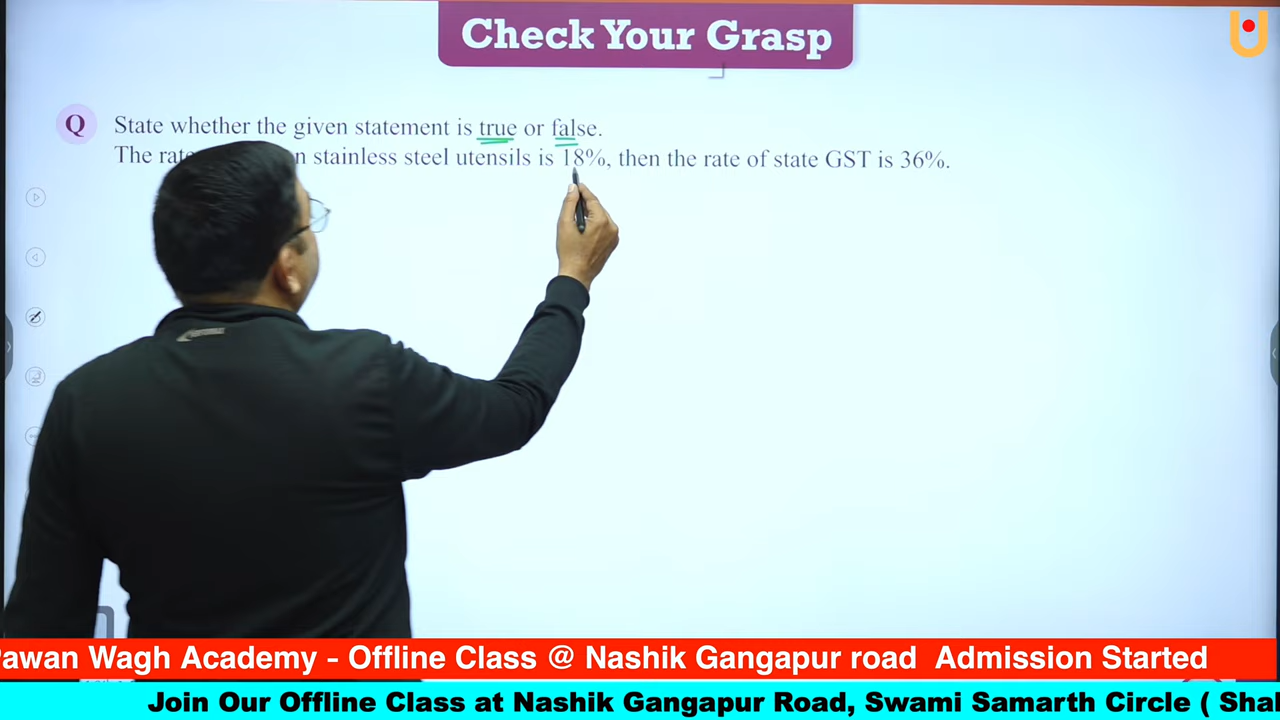 Check Your Grasp
Q State whether the given statement is true or false.
The stainless steel utensils is 18%, then the rate of state GST is 36%.
Pawan Wagh Academy - Offline Class @ Nashik Gangapur road Admission Started
Join Our Offline Class at Nashik Gangapur Road, Swami Samarth Circle (